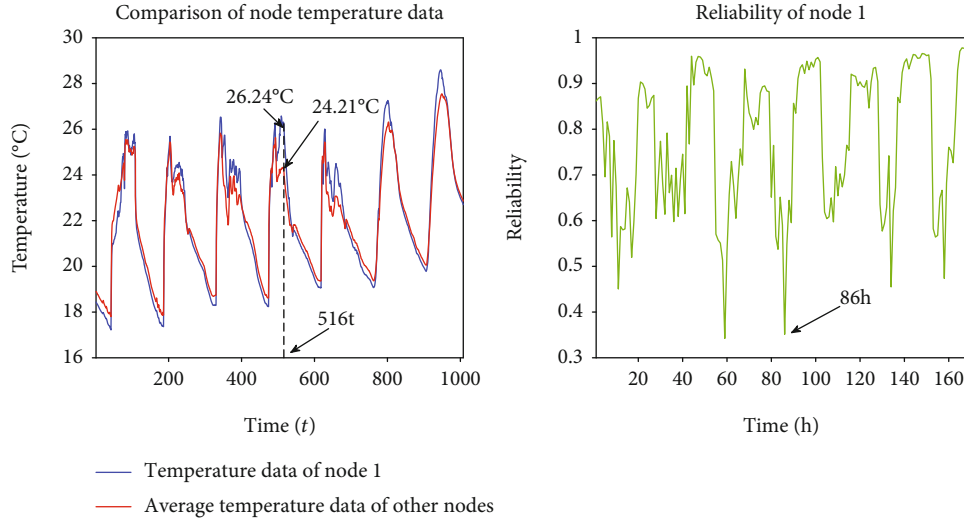 Comparison of node temperature data
30
28
26
24
22
20
18
16
Temperature (°C)
26.24°C
24.21°C
516t
200
400
600
800
1000
Time (t)
Temperature data of node 1
Average temperature data of other nodes
Reliability of node 1
1
0.9
0.8
0.7
0.6
0.5
0.4
0.3
Reliability
86h
20
40
60
80
100
120
140
160
Time (h)